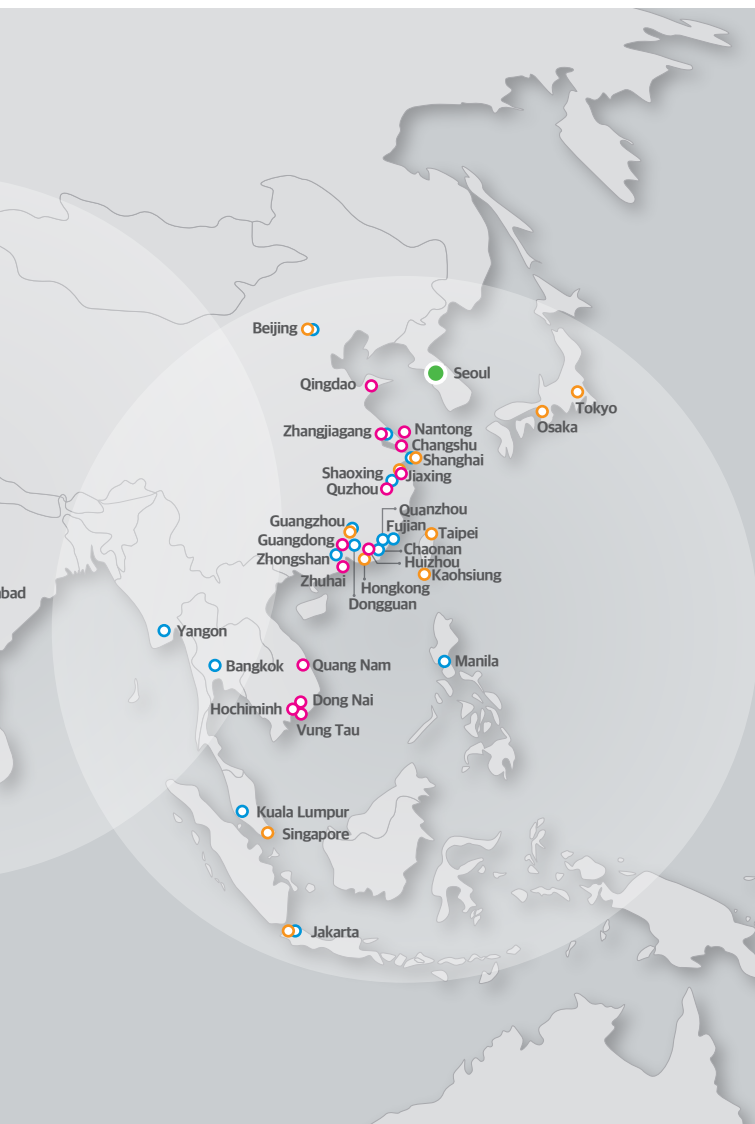 Beijing
Seoul
Qingdao
Tokyo
Osaka
Zhangjiagang
Nantong
Changshu
Shanghai
Shaoxing
Jiaxing
Quzhou
Quanzhou
Guangzhou
Fujian
Taipei
Guangdong
Chaonan
Zhongshan
Huizhou
Zhuhai
Kaohsiung
Hongkong
bad
Dongguan
Yangon
Bangkok
Quang Nam
Manila
Dong Nai
Hochiminh
Vung Tau
Kuala Lumpur
Singapore
Jakarta